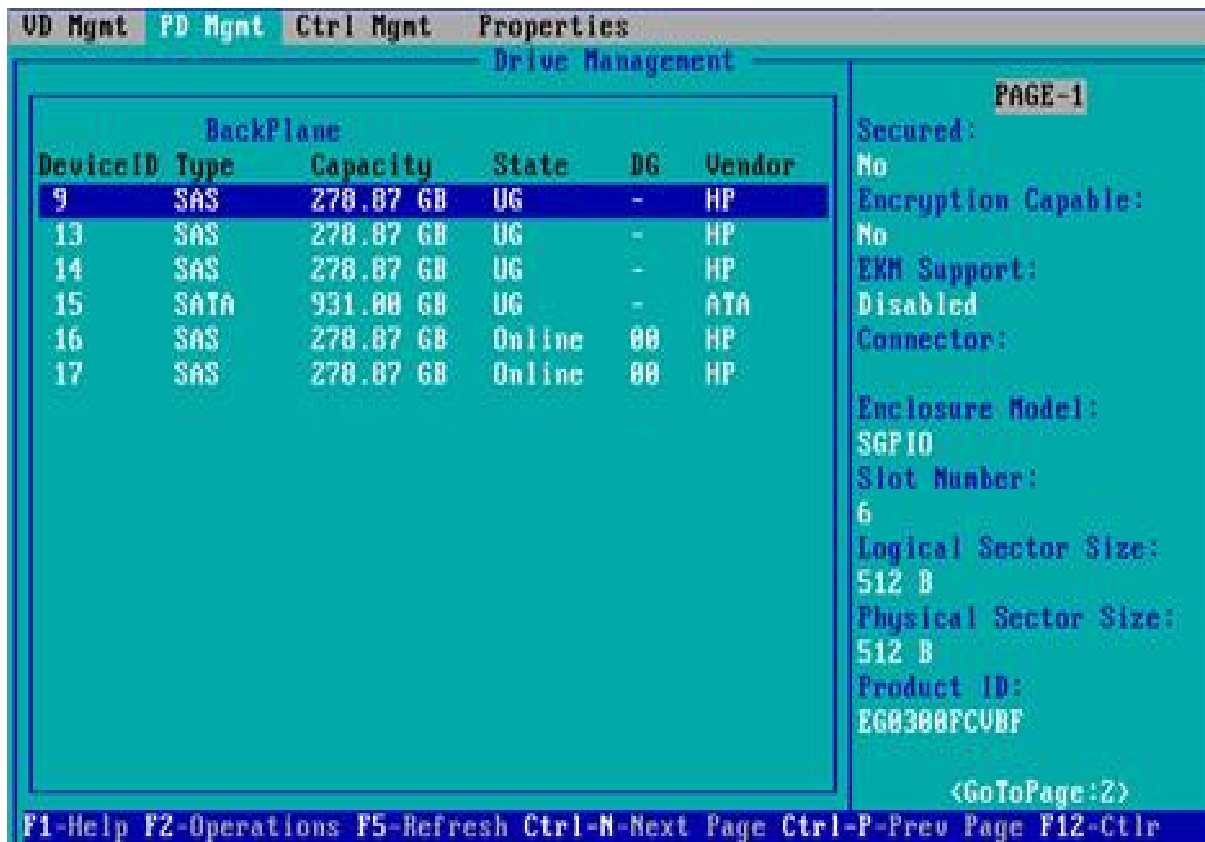 VD Mgmt PD Mgmt Ctrl Mgmt Properties
Drive Management
BackPlane
DeviceID Type Capacity State DG Vendor
9 SAS 278.87 GB UG - HP
13 SAS 278.87 GB UG - HP
14 SAS 278.87 GB UG - HP
15 SATA 931.00 GB UG - ATA
16 SAS 278.87 GB Online 00 HP
17 SAS 278.87 GB Online 00 HP
PAGE-1
Secured:
No
Encryption Capable:
No
EKM Support:
Disabled
Connector:
Enclosure Model:
SGPIO
Slot Number:
6
Logical Sector Size:
512 B
Physical Sector Size:
512 B
Product ID:
EG0300FCVBF
<GoToPage:2>
F1-Help F2-Operations F5-Refresh Ctrl-N-Next Page Ctrl-P-Prev Page F12-Ctlr